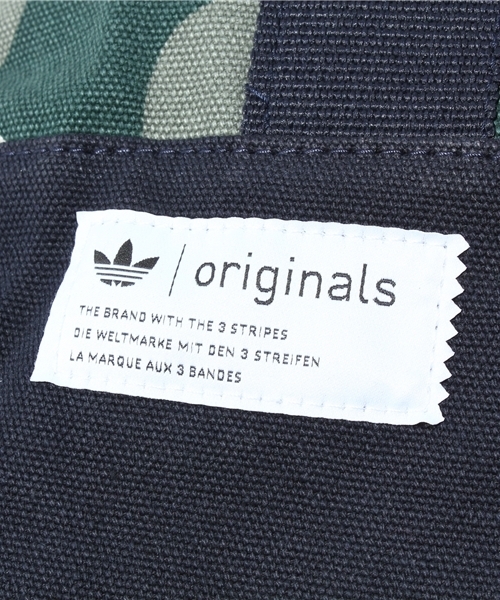 originals
THE BRAND WITH THE 3 STRIPES
DIE WELTMARKE MIT DEN 3 STREIFEN
LA MARQUE AUX 3 BANDES